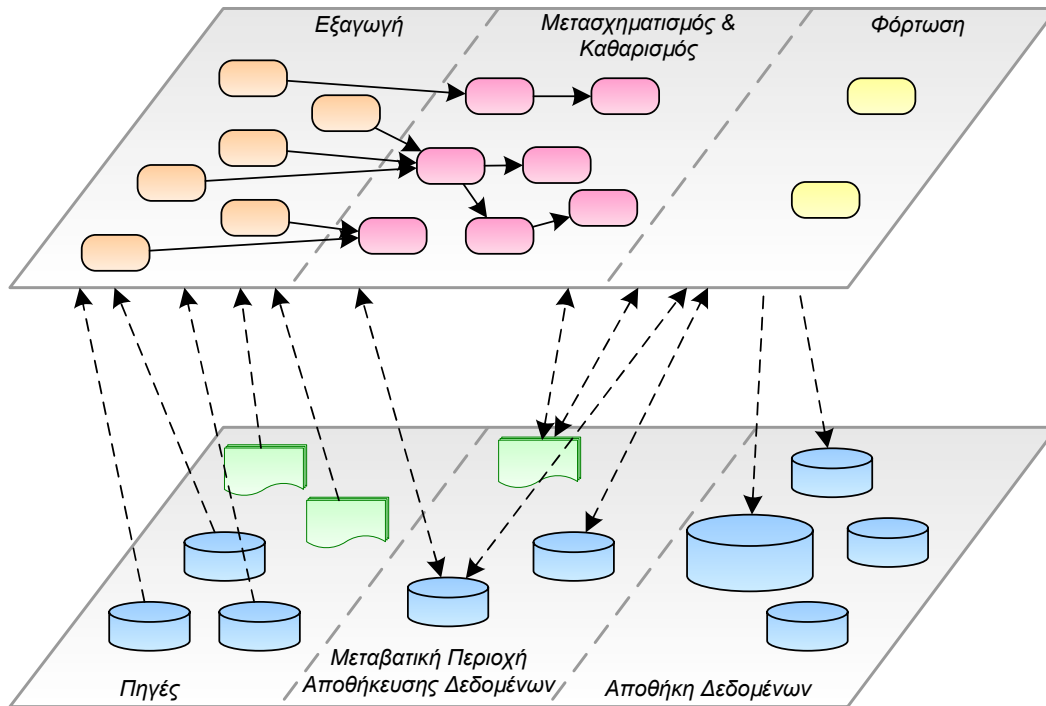 Εξαγωγή
Μετασχηματισμός &
Καθαρισμός
Φόρτωση
Πηγές
Μεταβατική Περιοχή
Αποθήκευσης Δεδομένων
Αποθήκη Δεδομένων